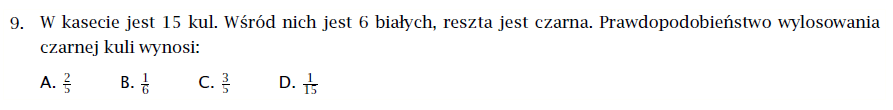 9. W kasecie jest 15 kul. Wśród nich jest 6 białych, reszta jest czarna. Prawdopodobieństwo wylosowania
czarnej kuli wynosi:
A. 2/5 B. 1/6 C. 3/5 D. 1/15